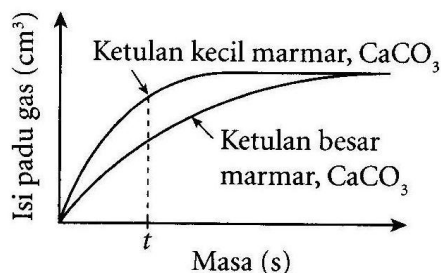 Isi padu gas (cm³)
Ketulan kecil marmar, CaCO₃
Ketulan besar
marmar, CaCO₃
t
Masa (s)